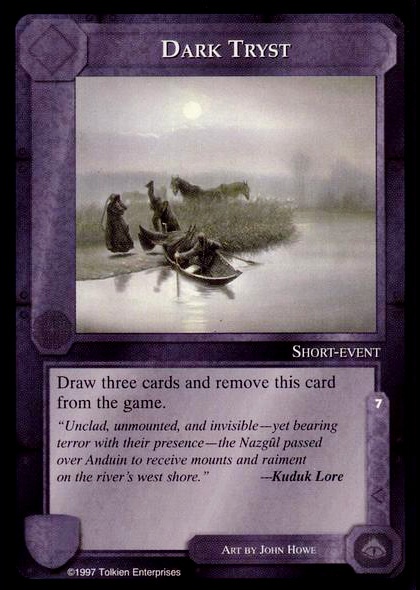 DARK TRYST
SHORT-EVENT
Draw three cards and remove this card
from the game.
7
“Unclad, unmounted, and invisible—yet bearing
terror with their presence—the Nazgûl passed
over Anduin to receive mounts and raiment
on the river’s west shore.” —Kuduk Lore
ART BY JOHN HOWE
©1997 Tolkien Enterprises